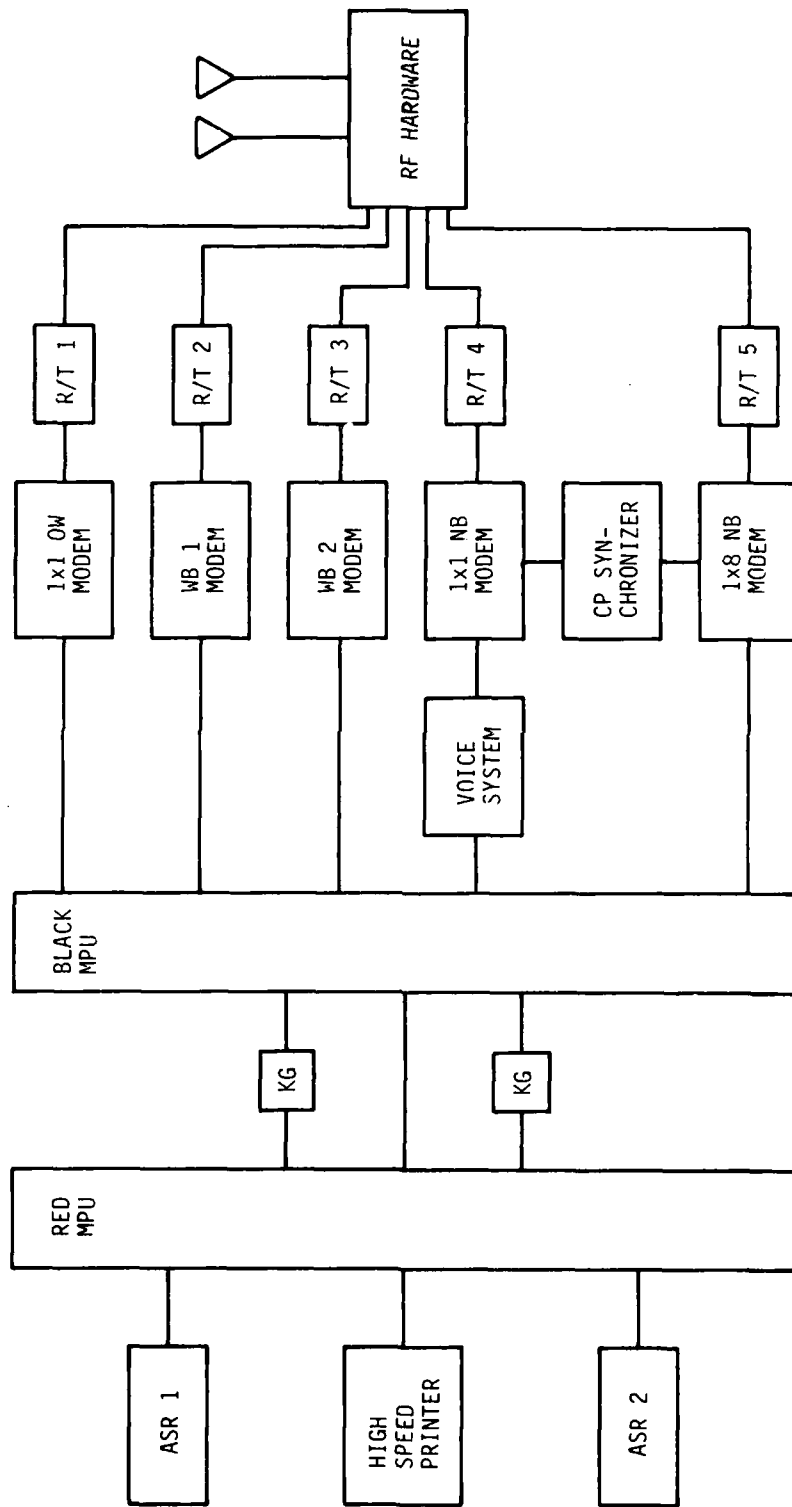 ASR 1
HIGH
SPEED
PRINTER
ASR 2
RED
MPU
KG
KG
BLACK
MPU
VOICE
SYSTEM
1x1 OW
MODEM
WB 1
MODEM
WB 2
MODEM
1x1 NB
MODEM
CP SYN-
CHRONIZER
1x8 NB
MODEM
R/T 1
R/T 2
R/T 3
R/T 4
R/T 5
RF HARDWARE